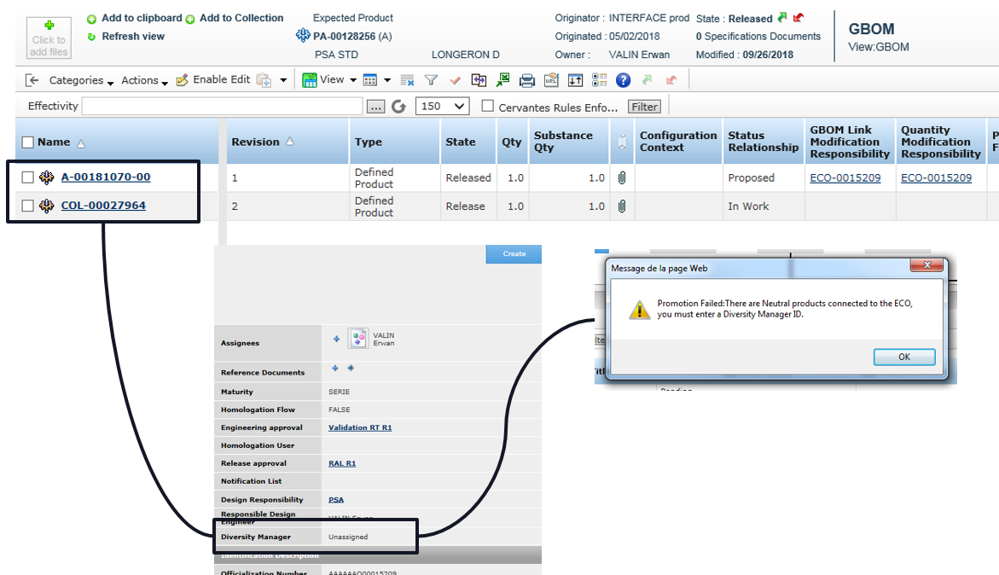 Click to
add files
Add to clipboard Add to Collection
Refresh view
Expected Product
PA-00128256 (A)
PSA STD LONGERON D
Originator : INTERFACE prod State : Released
Originated : 05/02/2018 0 Specifications Documents
Owner : VALIN Erwan Modified : 09/26/2018
GBOM
View:GBOM
Categories Actions Enable Edit View
Effectivity ... 150 Cervantes Rules Enfo... Filter
Name Revision Type State Qty Substance
Qty
Configuration
Context
Status
Relationship
GBOM Link
Modification
Responsibility
Quantity
Modification
Responsibility
P
F
A-00181070-00 1 Defined
Product
Released 1.0 1.0 Proposed ECO-0015209 ECO-0015209
COL-00027964 2 Defined
Product
Release 1.0 1.0 In Work
Create
Assignees VALIN
Erwan
Reference Documents
Maturity SERIE
Homologation Flow FALSE
Engineering approval Validation RT R1
Homologation User
Release approval RAL R1
Notification List
Design Responsibility PSA
Responsible Design
Engineer VALIN Erwan
Diversity Manager Unassigned
Identification Description
Officialization Number AAAAAAO00015209
Message de la page Web
Promotion Failed:There are Neutral products connected to the ECO,
you must enter a Diversity Manager ID.
OK
Pending